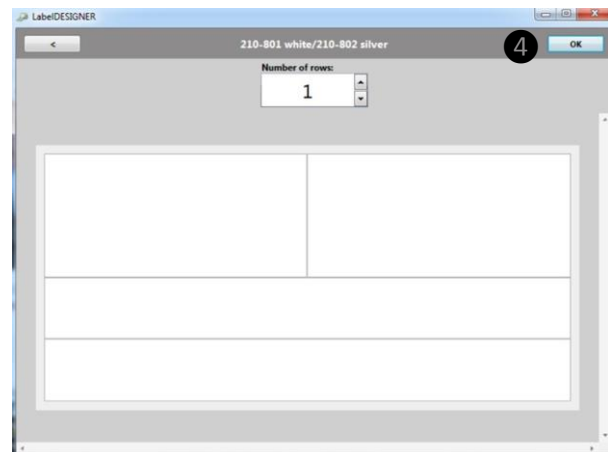 LabelDESIGNER
<
210-801 white/210-802 silver
4
OK
Number of rows:
1